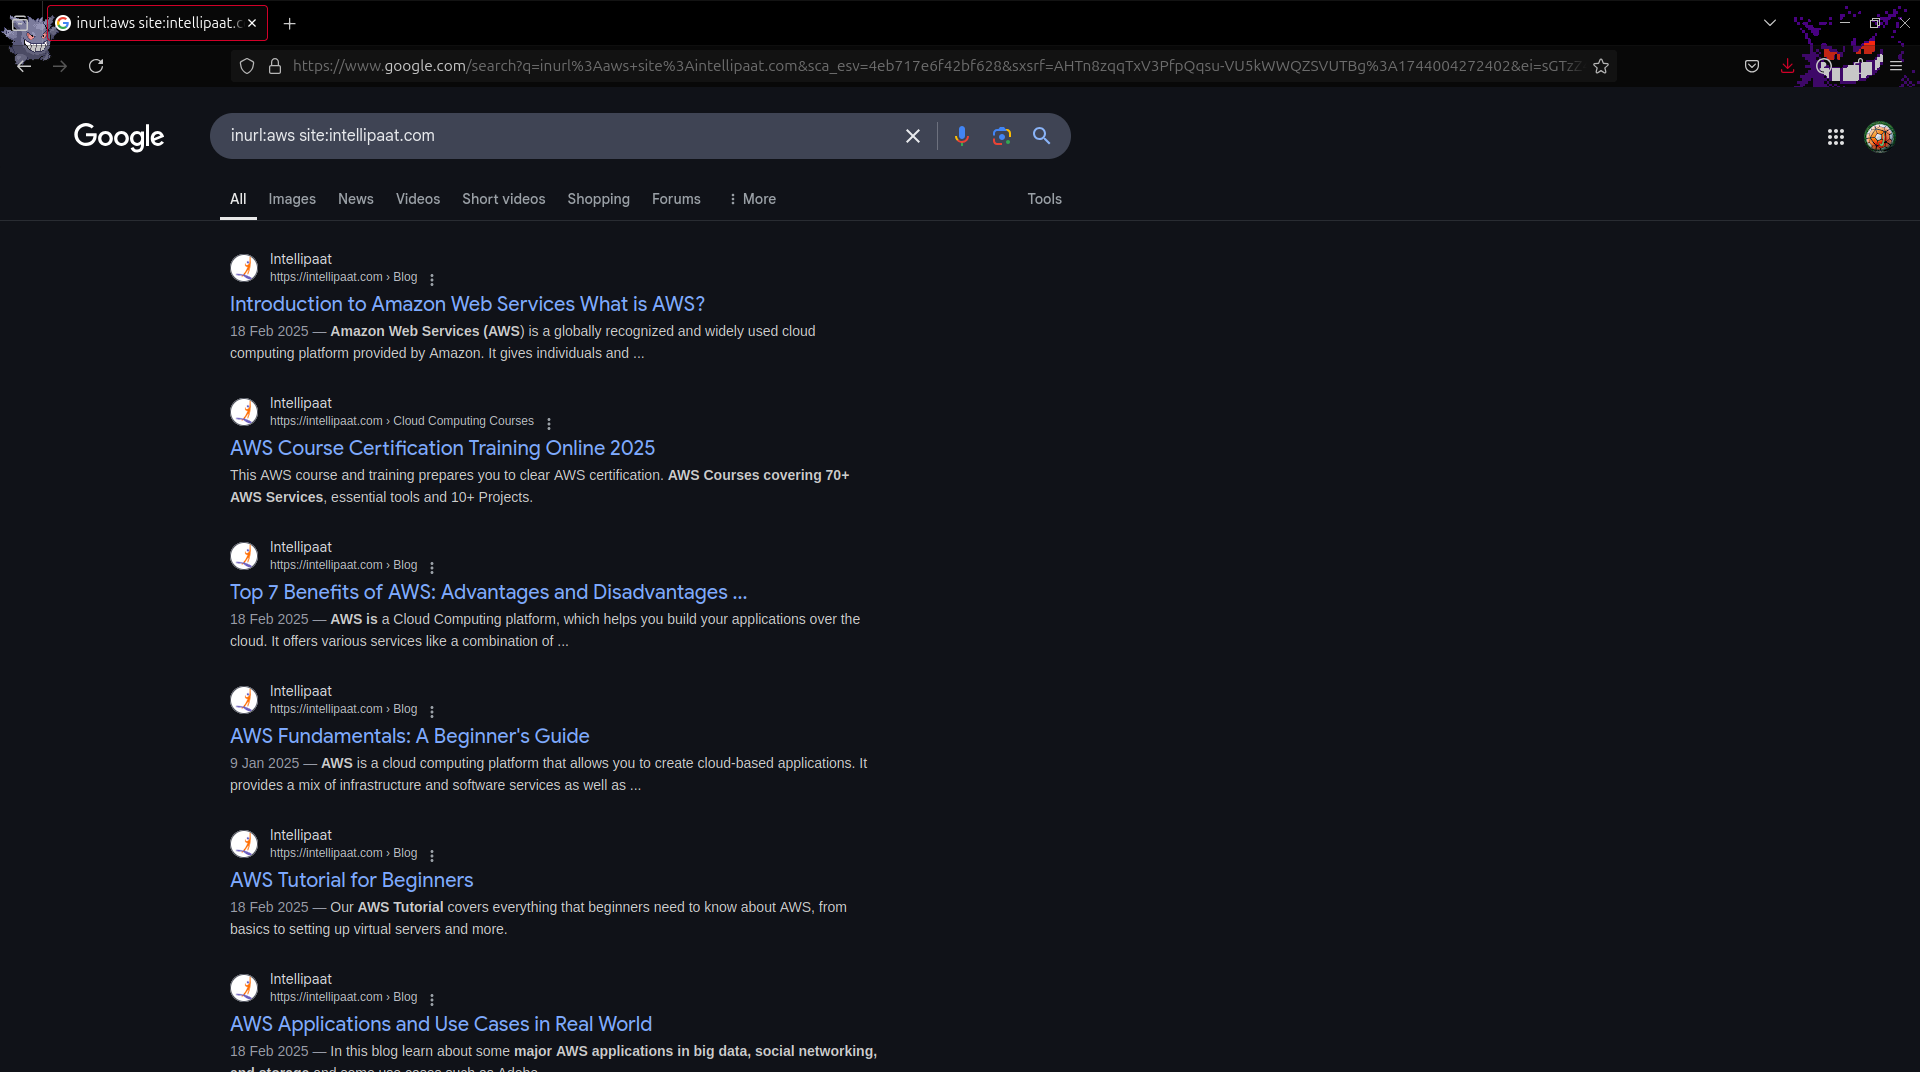 inurl:aws site:intellipaat.c
https://www.google.com/search?q=inurl%3Aaws+site%3Aintellipaat.com&sca_esv=4eb717e6f42bf628&sxsrf=AHTn8zqqTxV3PfpQqsu-VU5kWWQZSVUTBg%3A1744004272402&ei=sGTzZ
Google
inurl:aws site:intellipaat.com
All Images News Videos Short videos Shopping Forums More Tools
Intellipaat
https://intellipaat.com › Blog
Introduction to Amazon Web Services What is AWS?
18 Feb 2025 — Amazon Web Services (AWS) is a globally recognized and widely used cloud
computing platform provided by Amazon. It gives individuals and ...
Intellipaat
https://intellipaat.com › Cloud Computing Courses
AWS Course Certification Training Online 2025
This AWS course and training prepares you to clear AWS certification. AWS Courses covering 70+
AWS Services, essential tools and 10+ Projects.
Intellipaat
https://intellipaat.com › Blog
Top 7 Benefits of AWS: Advantages and Disadvantages ...
18 Feb 2025 — AWS is a Cloud Computing platform, which helps you build your applications over the
cloud. It offers various services like a combination of ...
Intellipaat
https://intellipaat.com › Blog
AWS Fundamentals: A Beginner's Guide
9 Jan 2025 — AWS is a cloud computing platform that allows you to create cloud-based applications. It
provides a mix of infrastructure and software services as well as ...
Intellipaat
https://intellipaat.com › Blog
AWS Tutorial for Beginners
18 Feb 2025 — Our AWS Tutorial covers everything that beginners need to know about AWS, from
basics to setting up virtual servers and more.
Intellipaat
https://intellipaat.com › Blog
AWS Applications and Use Cases in Real World
18 Feb 2025 — In this blog learn about some major AWS applications in big data, social networking,
and storage and some use cases such as Adobe